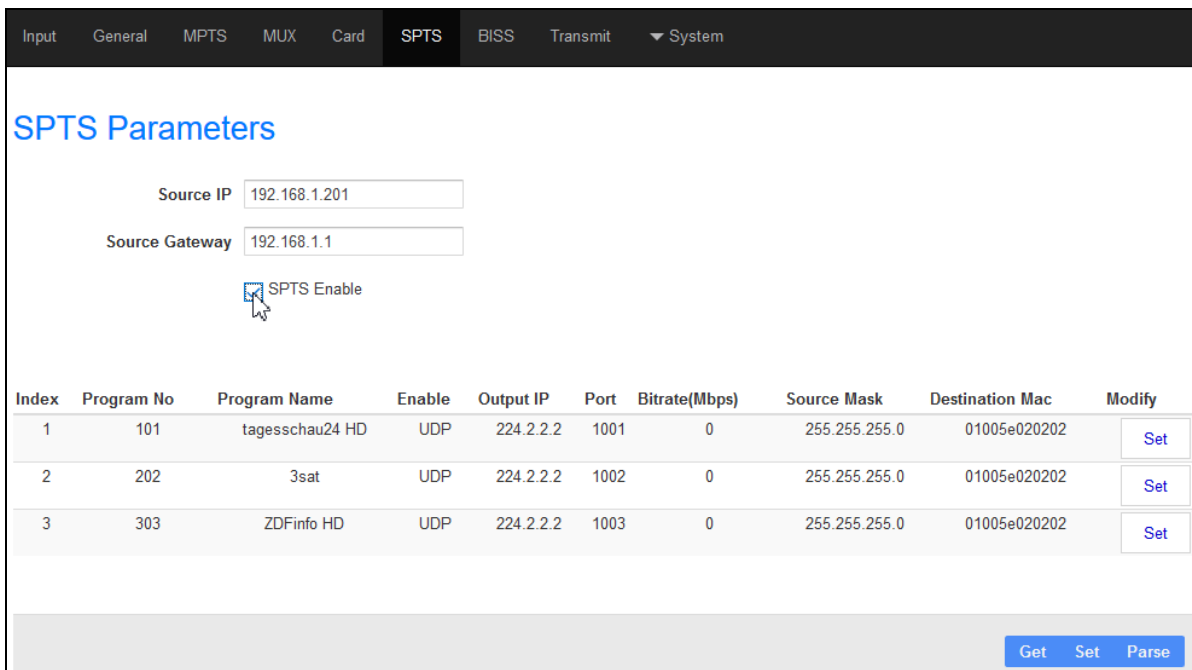 Input General MPTS MUX Card SPTS BISS Transmit System
SPTS Parameters
Source IP 192.168.1.201
Source Gateway 192.168.1.1
SPTS Enable
Index Program No Program Name Enable Output IP Port Bitrate(Mbps) Source Mask Destination Mac Modify
1 101 tagesschau24 HD UDP 224.2.2.2 1001 0 255.255.255.0 01005e020202 Set
2 202 3sat UDP 224.2.2.2 1002 0 255.255.255.0 01005e020202 Set
3 303 ZDFinfo HD UDP 224.2.2.2 1003 0 255.255.255.0 01005e020202 Set
Get Set Parse